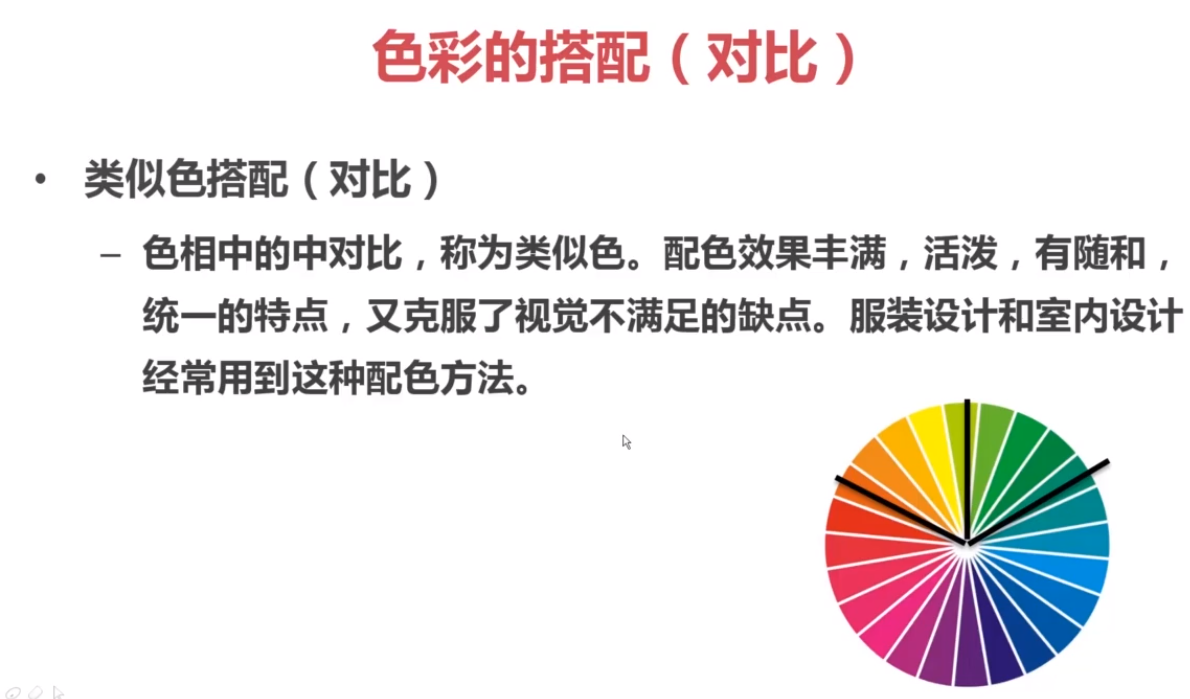 色彩的搭配（对比）
• 类似色搭配（对比）
– 色相中的中对比，称为类似色。配色效果丰满，活泼，有随和，
统一的特点，又克服了视觉不满足的缺点。服装设计和室内设计
经常用到这种配色方法。